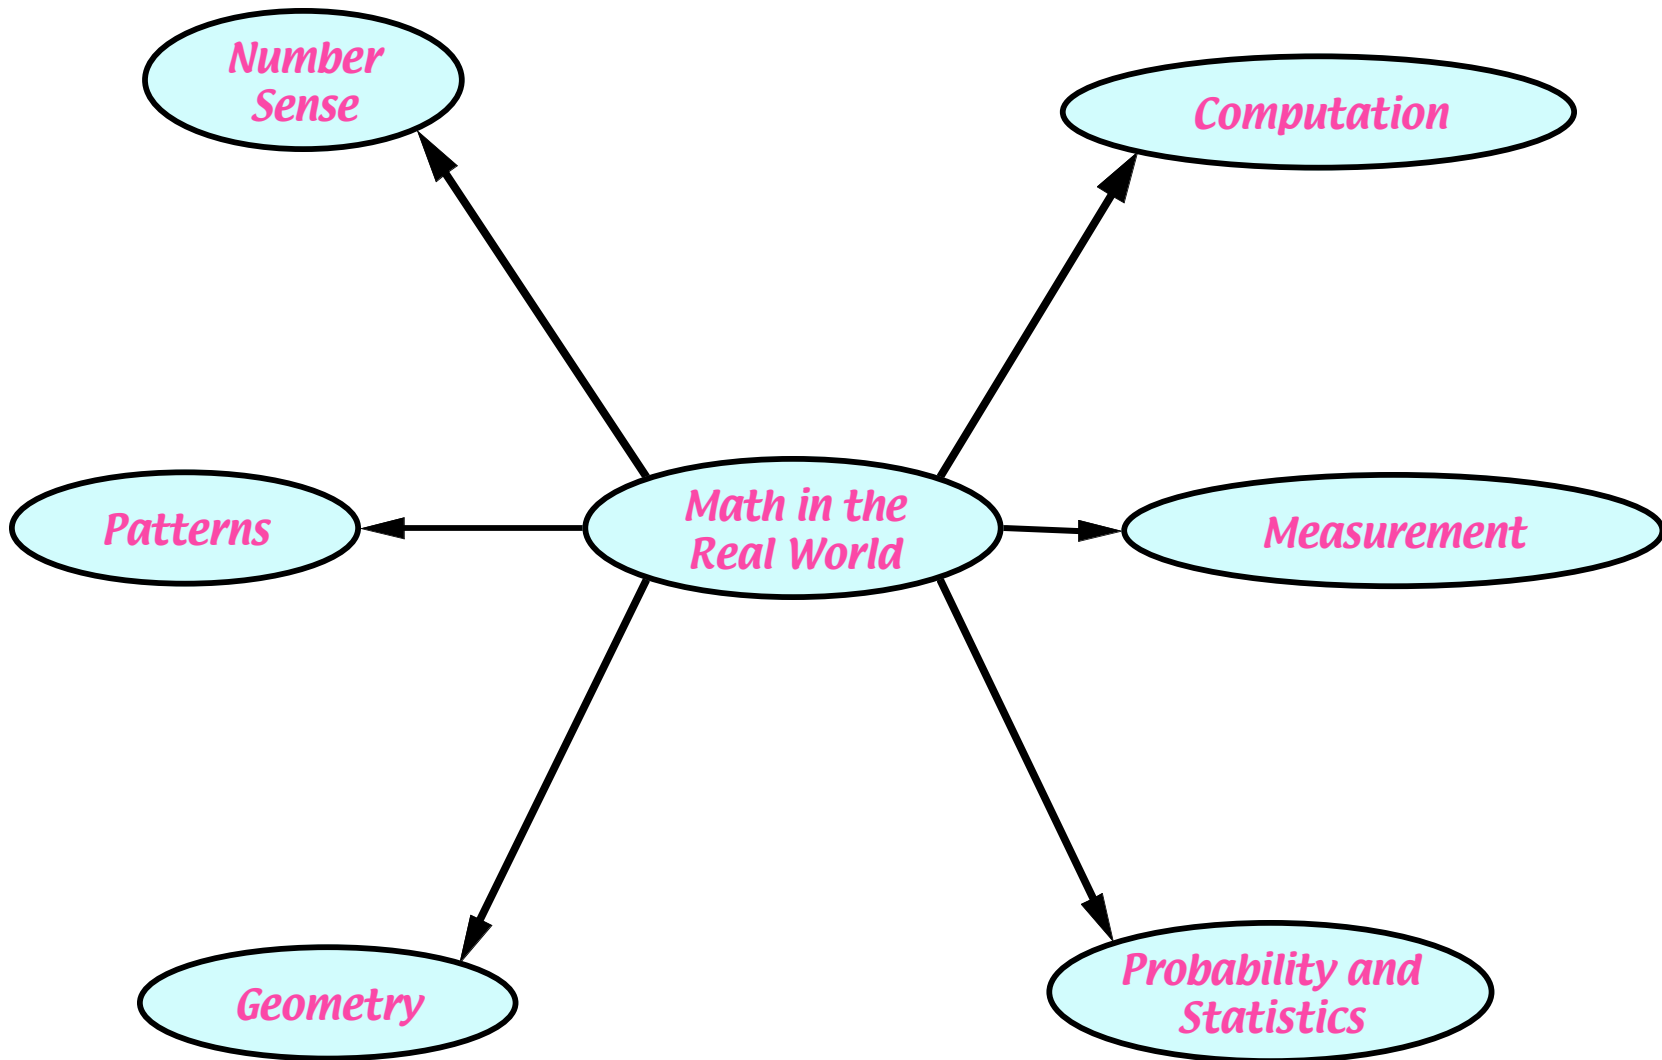 Number
Sense
Computation
Patterns
Math in the
Real World
Measurement
Geometry
Probability and
Statistics